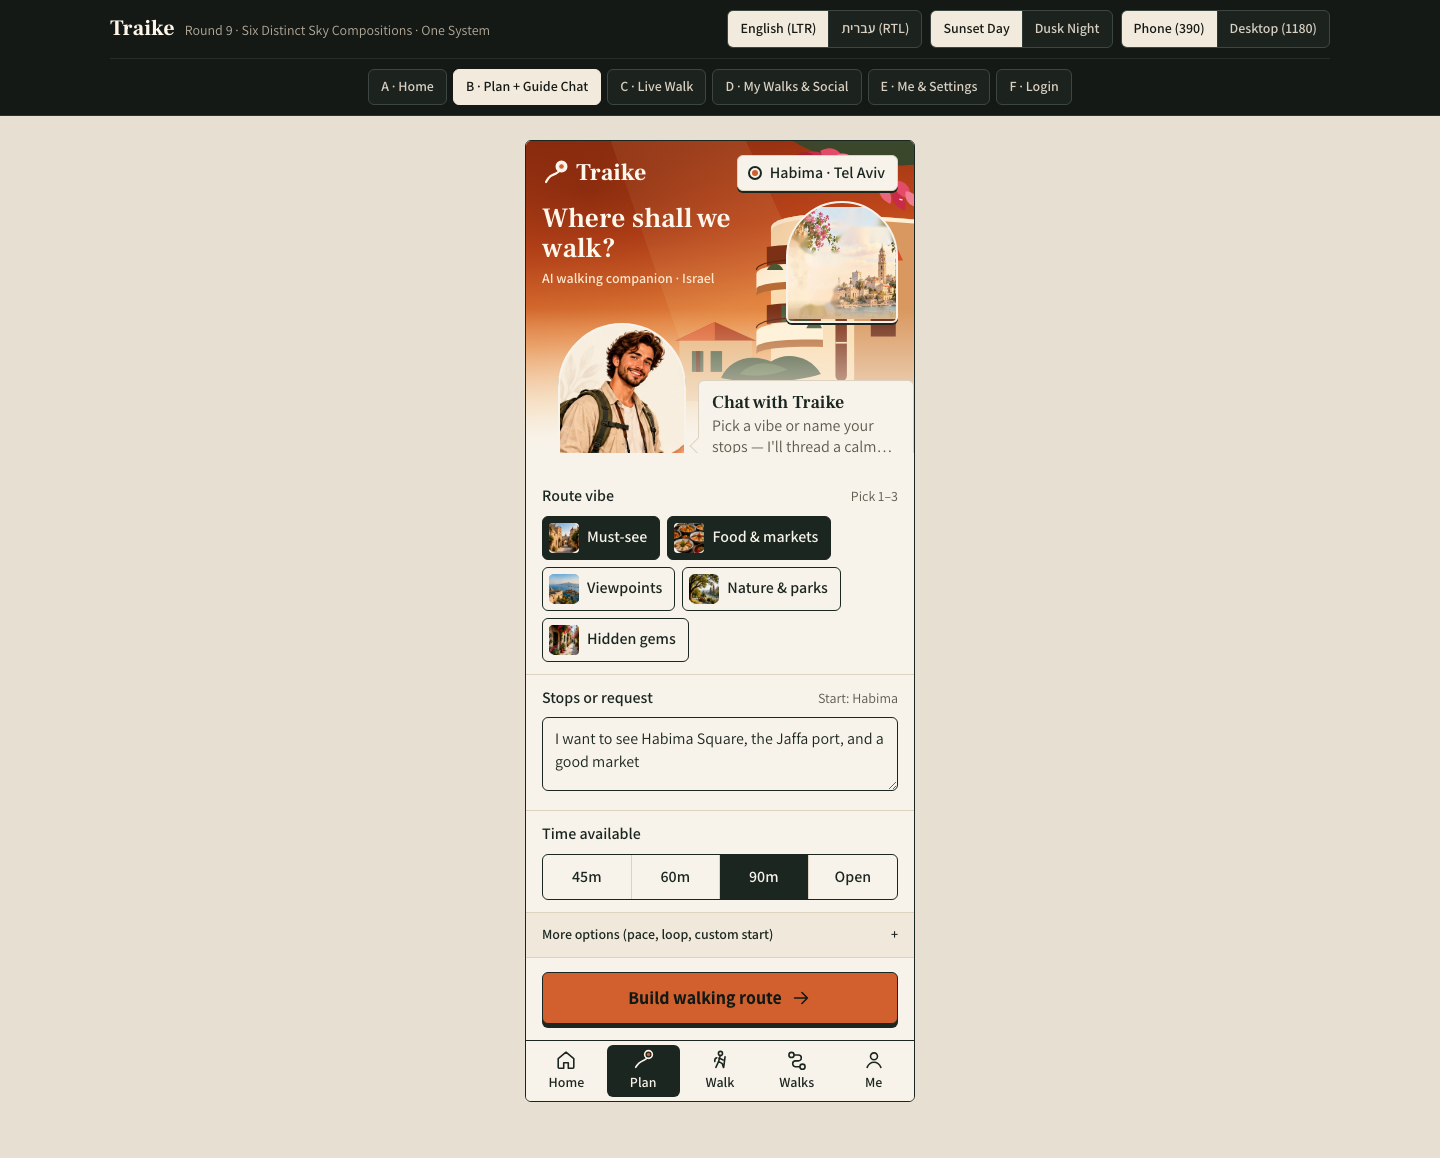 Traike Round 9 · Six Distinct Sky Compositions · One System
English (LTR) עברית (RTL) Sunset Day Dusk Night Phone (390) Desktop (1180)
A · Home B · Plan + Guide Chat C · Live Walk D · My Walks & Social E · Me & Settings F · Login
Traike
Habima · Tel Aviv
Where shall we
walk?
AI walking companion · Israel
Chat with Traike
Pick a vibe or name your
stops — I'll thread a calm…
Route vibe Pick 1–3
Must-see Food & markets
Viewpoints Nature & parks
Hidden gems
Stops or request Start: Habima
I want to see Habima Square, the Jaffa port, and a
good market
Time available
45m 60m 90m Open
More options (pace, loop, custom start) +
Build walking route →
Home Plan Walk Walks Me